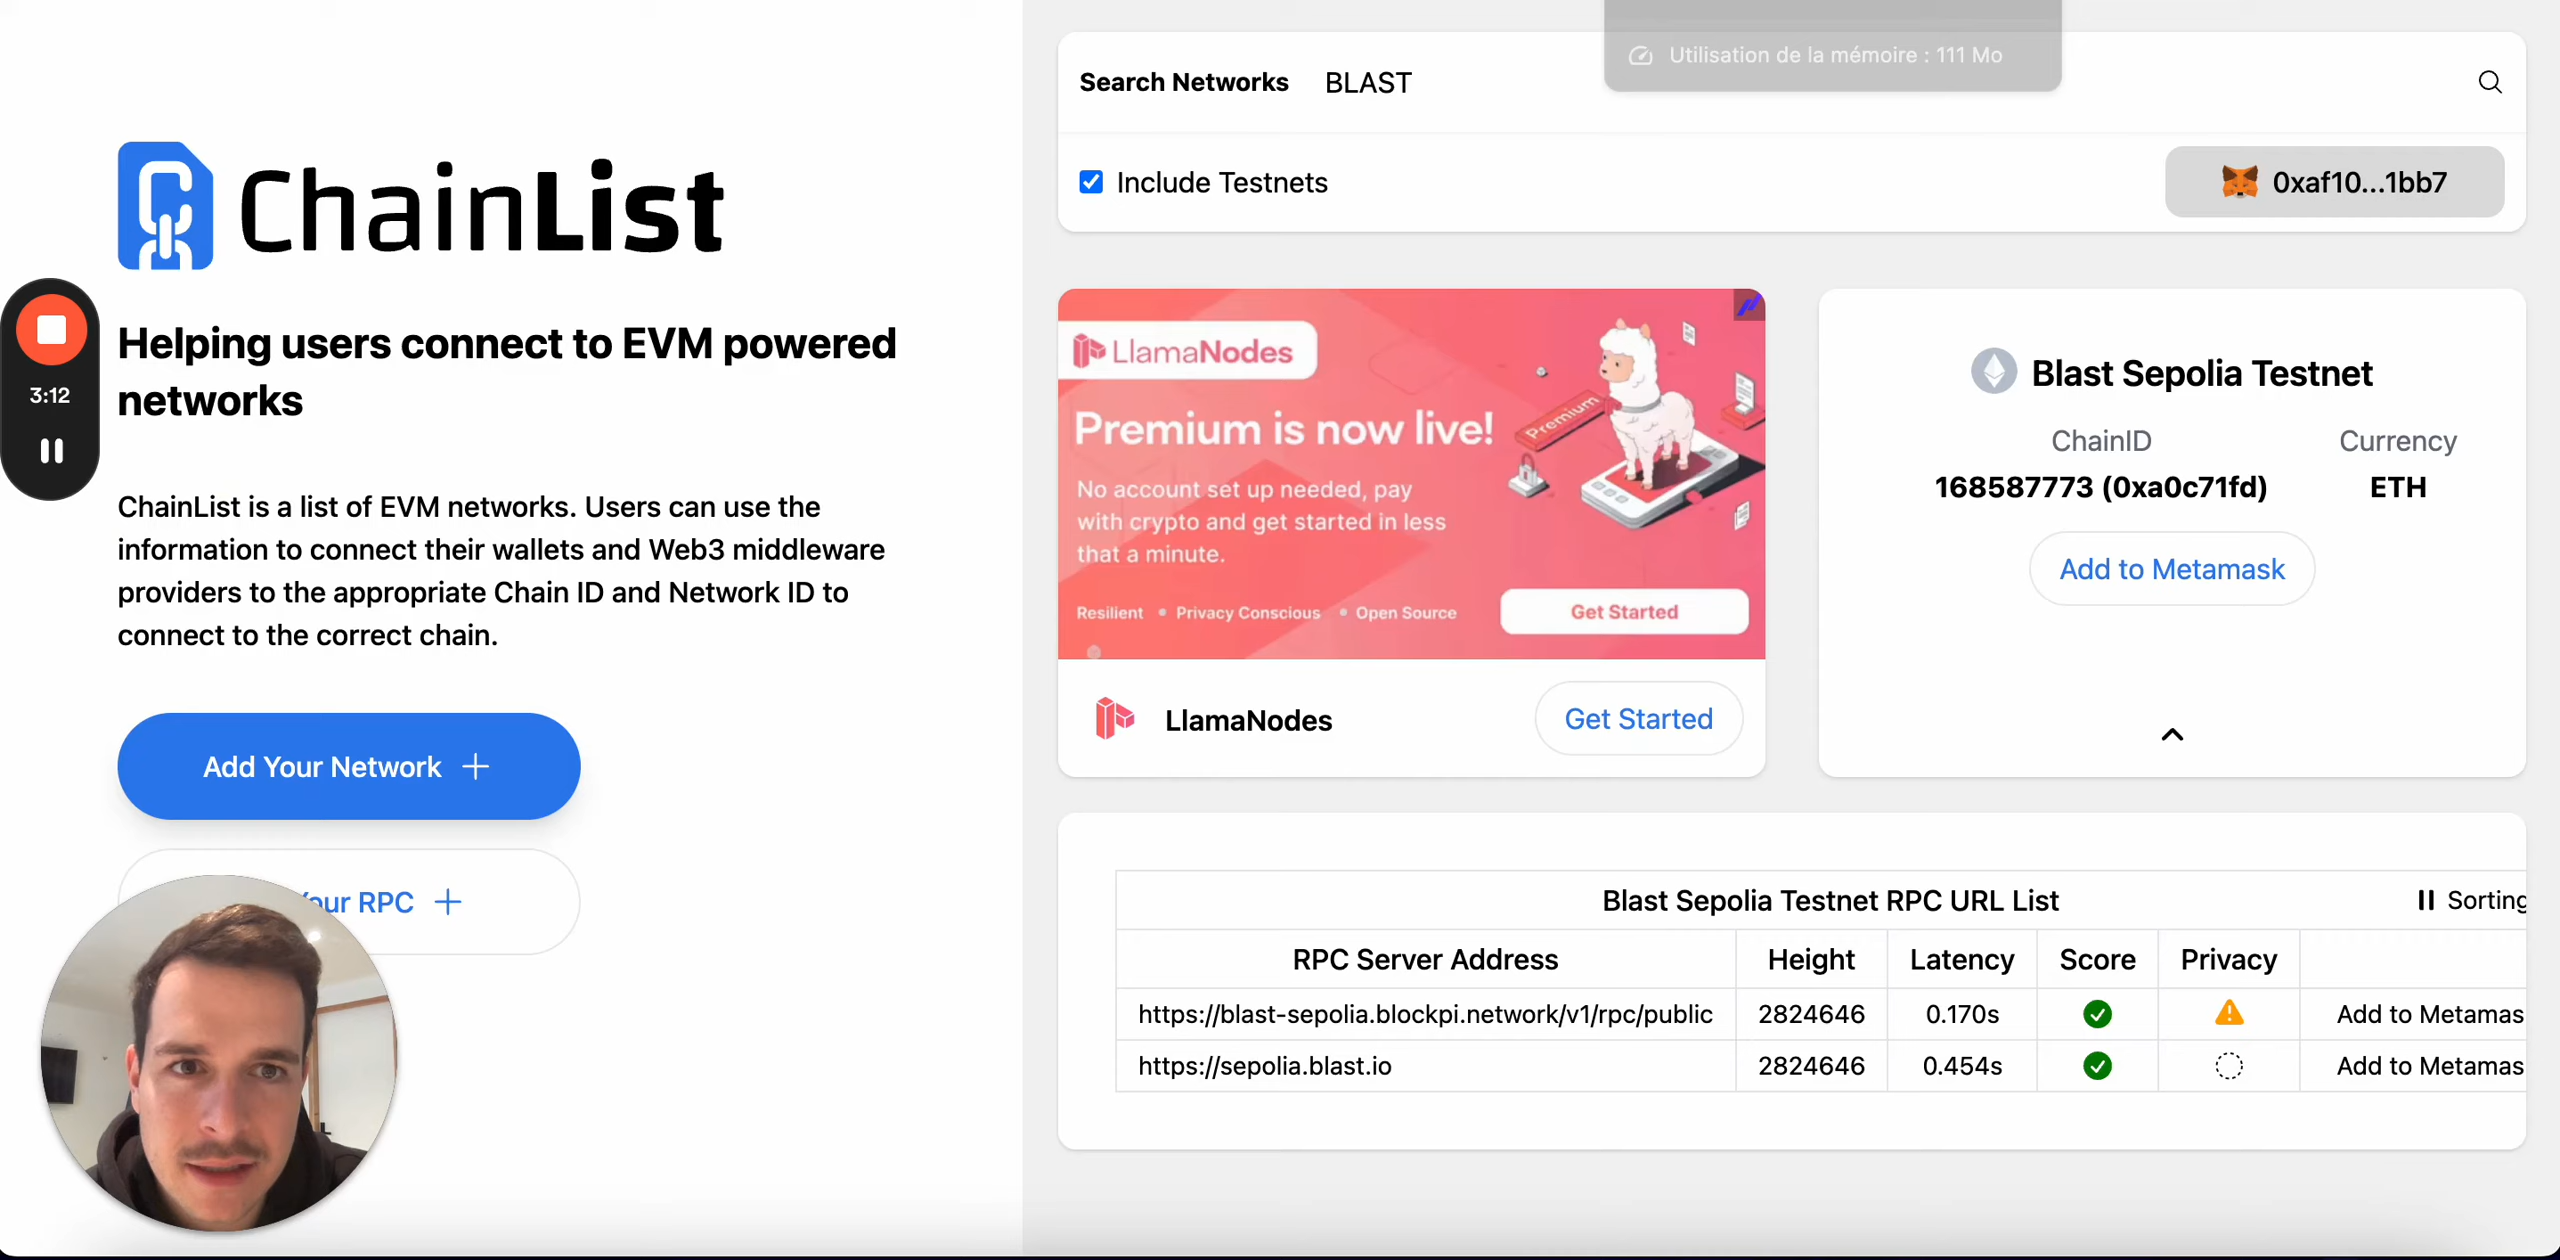 ChainList
Helping users connect to EVM powered
networks
ChainList is a list of EVM networks. Users can use the
information to connect their wallets and Web3 middleware
providers to the appropriate Chain ID and Network ID to
connect to the correct chain.
Add Your Network
RPC
3:12
Search Networks BLAST
Utilisation de la mémoire : 111 Mo
Include Testnets
0xaf10...1bb7
LlamaNodes
Premium is now live!
Premium
No account set up needed, pay
with crypto and get started in less
that a minute.
Resilient • Privacy Conscious • Open Source
Get Started
LlamaNodes
Get Started
Blast Sepolia Testnet
ChainID Currency
168587773 (0xa0c71fd) ETH
Add to Metamask
Blast Sepolia Testnet RPC URL List
Sorting
RPC Server Address Height Latency Score Privacy
https://blast-sepolia.blockpi.network/v1/rpc/public 2824646 0.170s Add to Metamas
https://sepolia.blast.io 2824646 0.454s Add to Metamas